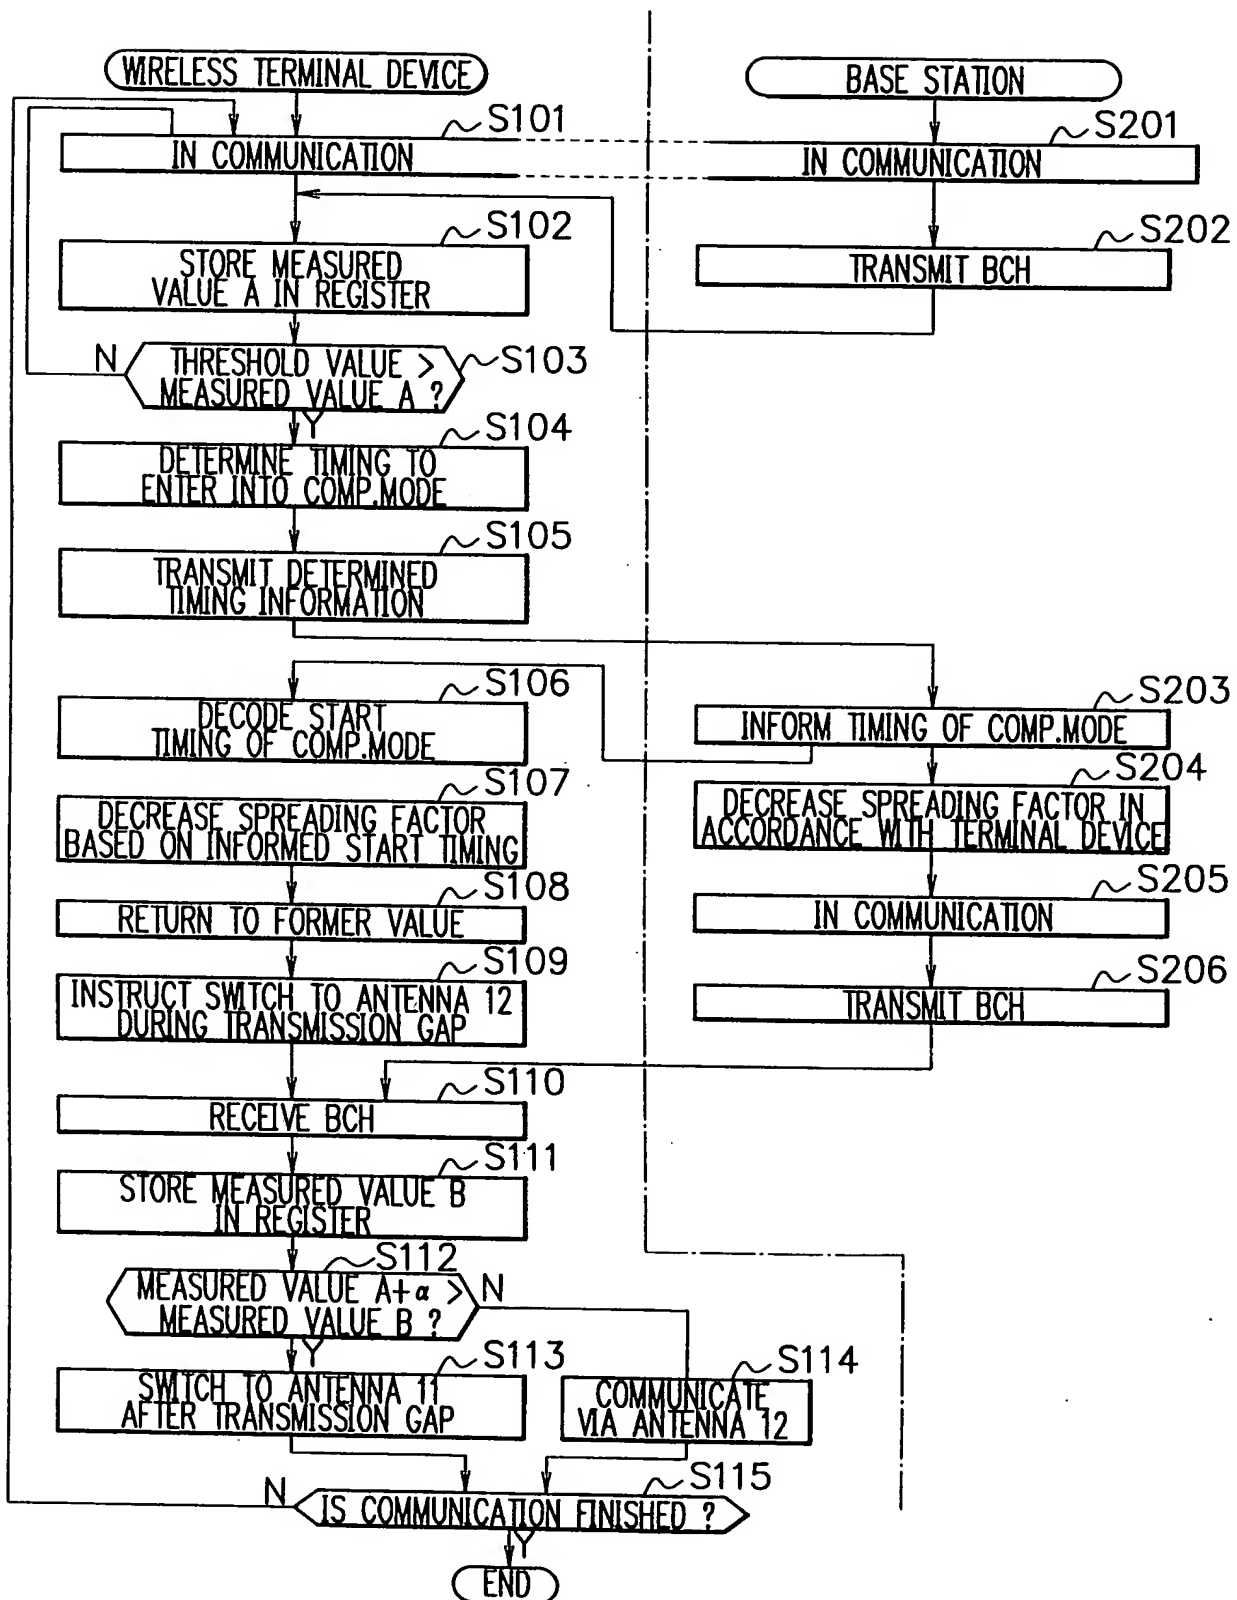 WIRELESS TERMINAL DEVICE
BASE STATION
S101
IN COMMUNICATION
S201
IN COMMUNICATION
S102
STORE MEASURED
VALUE A IN REGISTER
S202
TRANSMIT BCH
N
THRESHOLD VALUE >
MEASURED VALUE A ?
S103
Y
S104
DETERMINE TIMING TO
ENTER INTO COMP.MODE
S105
TRANSMIT DETERMINED
TIMING INFORMATION
S106
DECODE START
TIMING OF COMP.MODE
S203
INFORM TIMING OF COMP.MODE
S107
DECREASE SPREADING FACTOR
BASED ON INFORMED START TIMING
S204
DECREASE SPREADING FACTOR IN
ACCORDANCE WITH TERMINAL DEVICE
S108
RETURN TO FORMER VALUE
S205
IN COMMUNICATION
S109
INSTRUCT SWITCH TO ANTENNA 12
DURING TRANSMISSION GAP
S206
TRANSMIT BCH
S110
RECEIVE BCH
S111
STORE MEASURED VALUE B
IN REGISTER
S112
MEASURED VALUE A+α >
MEASURED VALUE B ?
N
Y
S113
SWITCH TO ANTENNA 11
AFTER TRANSMISSION GAP
S114
COMMUNICATE
VIA ANTENNA 12
S115
N
IS COMMUNICATION FINISHED ?
Y
END